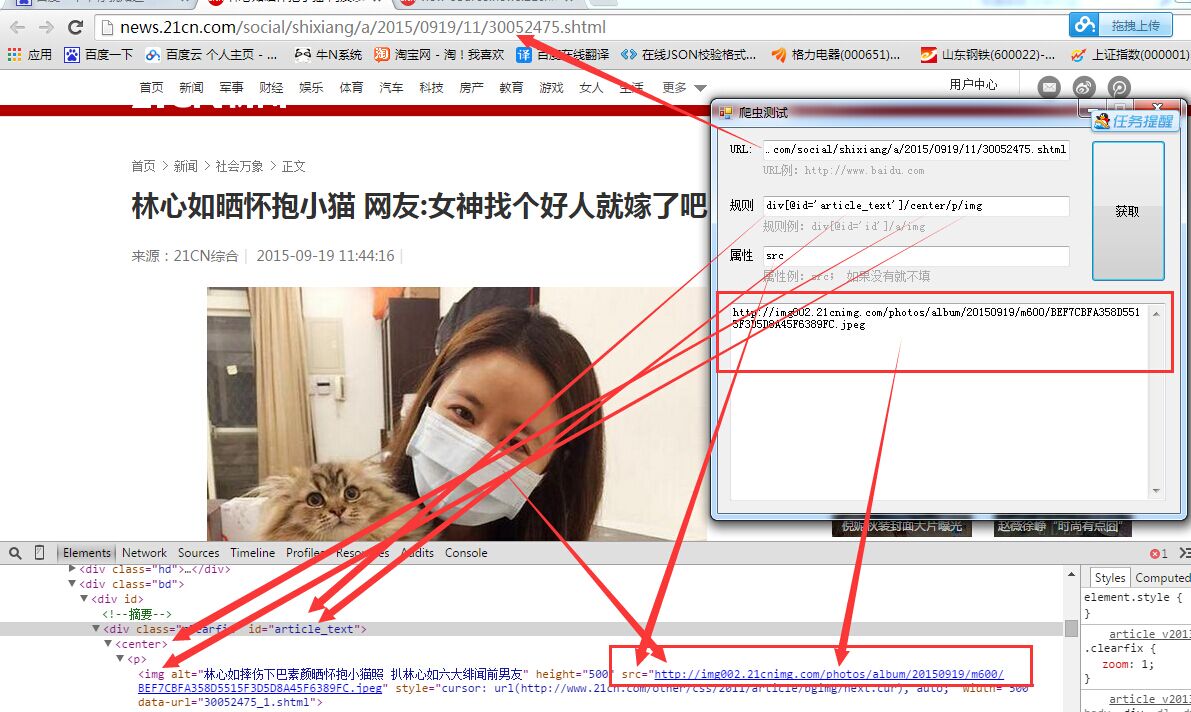 news.21cn.com/social/shixiang/a/2015/0919/11/30052475.shtml
拖拽上传
应用 百度一下 百度云 个人主页 - ... 牛N系统 淘宝网 - 淘!我喜欢 百度在线翻译 在线JSON校验格式... 格力电器(000651)... 山东钢铁(600022)-... 上证指数(000001)
首页 新闻 军事 财经 娱乐 体育 汽车 科技 房产 教育 游戏 女人 生活 更多 用户中心
爬虫测试
任务提醒
URL: .com/social/shixiang/a/2015/0919/11/30052475.shtml
URL例: http://www.baidu.com
规则 div[@id='article_text']/center/p/img
规则例: div[@id='id']/a/img
获取
属性 src
属性例: src; 如果没有就不填
http://img002.21cnimg.com/photos/album/20150919/m600/BEF7CBFA358D551
5F3D5D8A45F6389FC.jpeg
首页 > 新闻 > 社会万象 > 正文
林心如晒怀抱小猫 网友:女神找个好人就嫁了吧
来源：21CN综合 | 2015-09-19 11:44:16 |
倪妮秋装封面大片曝光 赵薇徐峥"时尚有点囧"
Elements Network Sources Timeline Profiles Resources Audits Console
1
<div class="hd">…</div>
<div class="bd">
<div id>
<!--摘要-->
<div class="clearfix" id="article_text">
<center>
<p>
<img alt="林心如摔伤下巴素颜晒怀抱小猫照 扒林心如六大绯闻前男友" height="500" src="http://img002.21cnimg.com/photos/album/20150919/m600/
BEF7CBFA358D5515F3D5D8A45F6389FC.jpeg" style="cursor: url(http://www.21cn.com/other/css/2011/article/bgimg/next.cur), auto;" width="500"
data-url="30052475_1.shtml">
Styles Computed
element.style {
}
article_v201
.clearfix {
zoom: 1;
}
article_v201